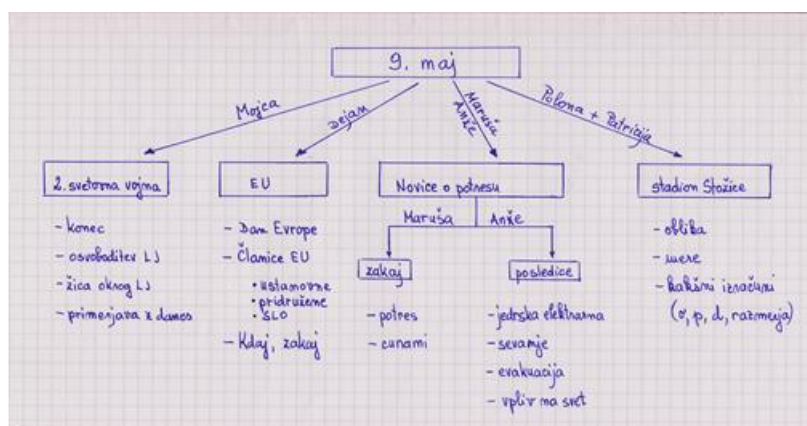 9. maj
Mojca
Dejan
Maruša
Anže
Polona + Patricija
2. svetovna vojna
- konec
- osvoboditev LJ
- žica okrog LJ
- primerjava z danes
EU
- Dan Evrope
- Članice EU
• ustanovne
• pridružene
• SLO
- Kdaj, zakaj
Novice o potresu
Maruša
Anže
zakaj
- potres
- cunami
posledice
- jedrska elektrarna
- sevanje
- evakuacija
- vpliv na svet
stadion Stožice
- oblika
- mere
- kakšni izračuni
(o, p, d, razmerja)